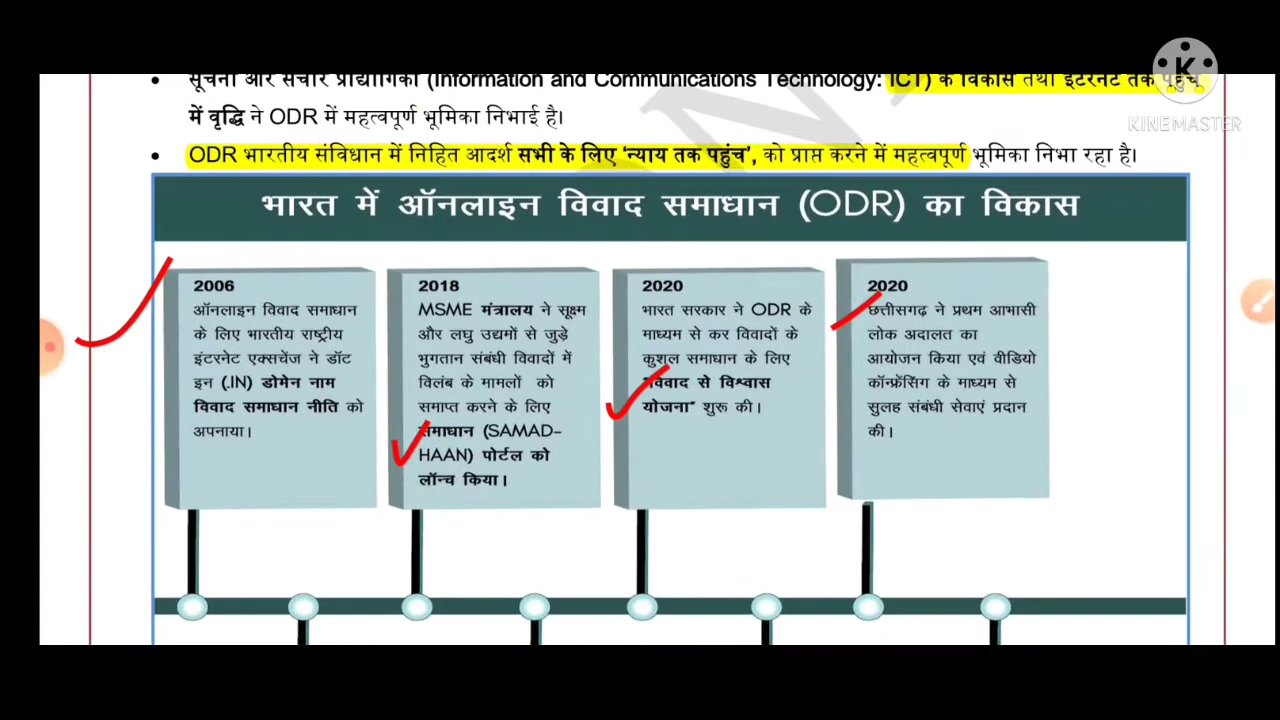 सूचना और संचार प्रौद्योगिकी (Information and Communications Technology: ICT) के विकास तथा इंटरनेट तक पहुंच
में वृद्धि ने ODR में महत्वपूर्ण भूमिका निभाई है।
ODR भारतीय संविधान में निहित आदर्श सभी के लिए ‘न्याय तक पहुंच’, को प्राप्त करने में महत्वपूर्ण भूमिका निभा रहा है।
K
KINEMASTER
भारत में ऑनलाइन विवाद समाधान (ODR) का विकास
2006
ऑनलाइन विवाद समाधान
के लिए भारतीय राष्ट्रीय
इंटरनेट एक्सचेंज ने डॉट
इन (.IN) डोमेन नाम
विवाद समाधान नीति को
अपनाया।
2018
MSME मंत्रालय ने सूक्ष्म
और लघु उद्यमों से जुड़े
भुगतान संबंधी विवादों में
विलंब के मामलों को
समाप्त करने के लिए
समाधान (SAMAD-
HAAN) पोर्टल को
लॉन्च किया।
2020
भारत सरकार ने ODR के
माध्यम से कर विवादों के
कुशल समाधान के लिए
"विवाद से विश्वास
योजना" शुरू की।
2020
छत्तीसगढ़ ने प्रथम आभासी
लोक अदालत का
आयोजन किया एवं वीडियो
कॉन्फ्रेंसिंग के माध्यम से
सुलह संबंधी सेवाएं प्रदान
की।